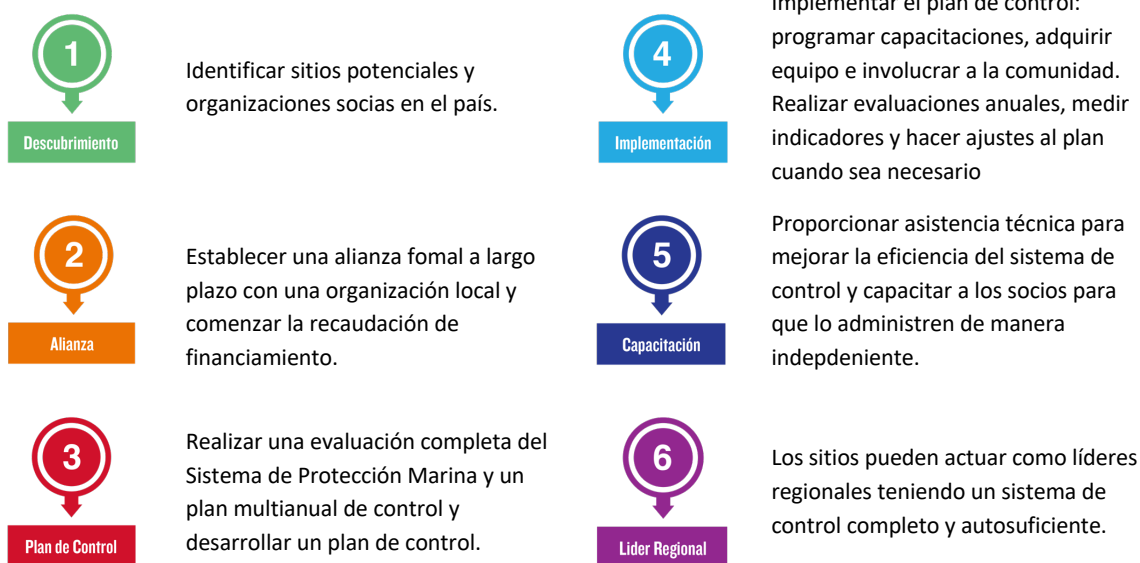 1
Descubrimiento
Identificar sitios potenciales y
organizaciones socias en el país.
2
Alianza
Establecer una alianza fomal a largo
plazo con una organización local y
comenzar la recaudación de
financiamiento.
3
Plan de Control
Realizar una evaluación completa del
Sistema de Protección Marina y un
plan multianual de control y
desarrollar un plan de control.
4
Implementación
Implementar el plan de control:
programar capacitaciones, adquirir
equipo e involucrar a la comunidad.
Realizar evaluaciones anuales, medir
indicadores y hacer ajustes al plan
cuando sea necesario
5
Capacitación
Proporcionar asistencia técnica para
mejorar la eficiencia del sistema de
control y capacitar a los socios para
que lo administren de manera
indepdeniente.
6
Lider Regional
Los sitios pueden actuar como líderes
regionales teniendo un sistema de
control completo y autosuficiente.